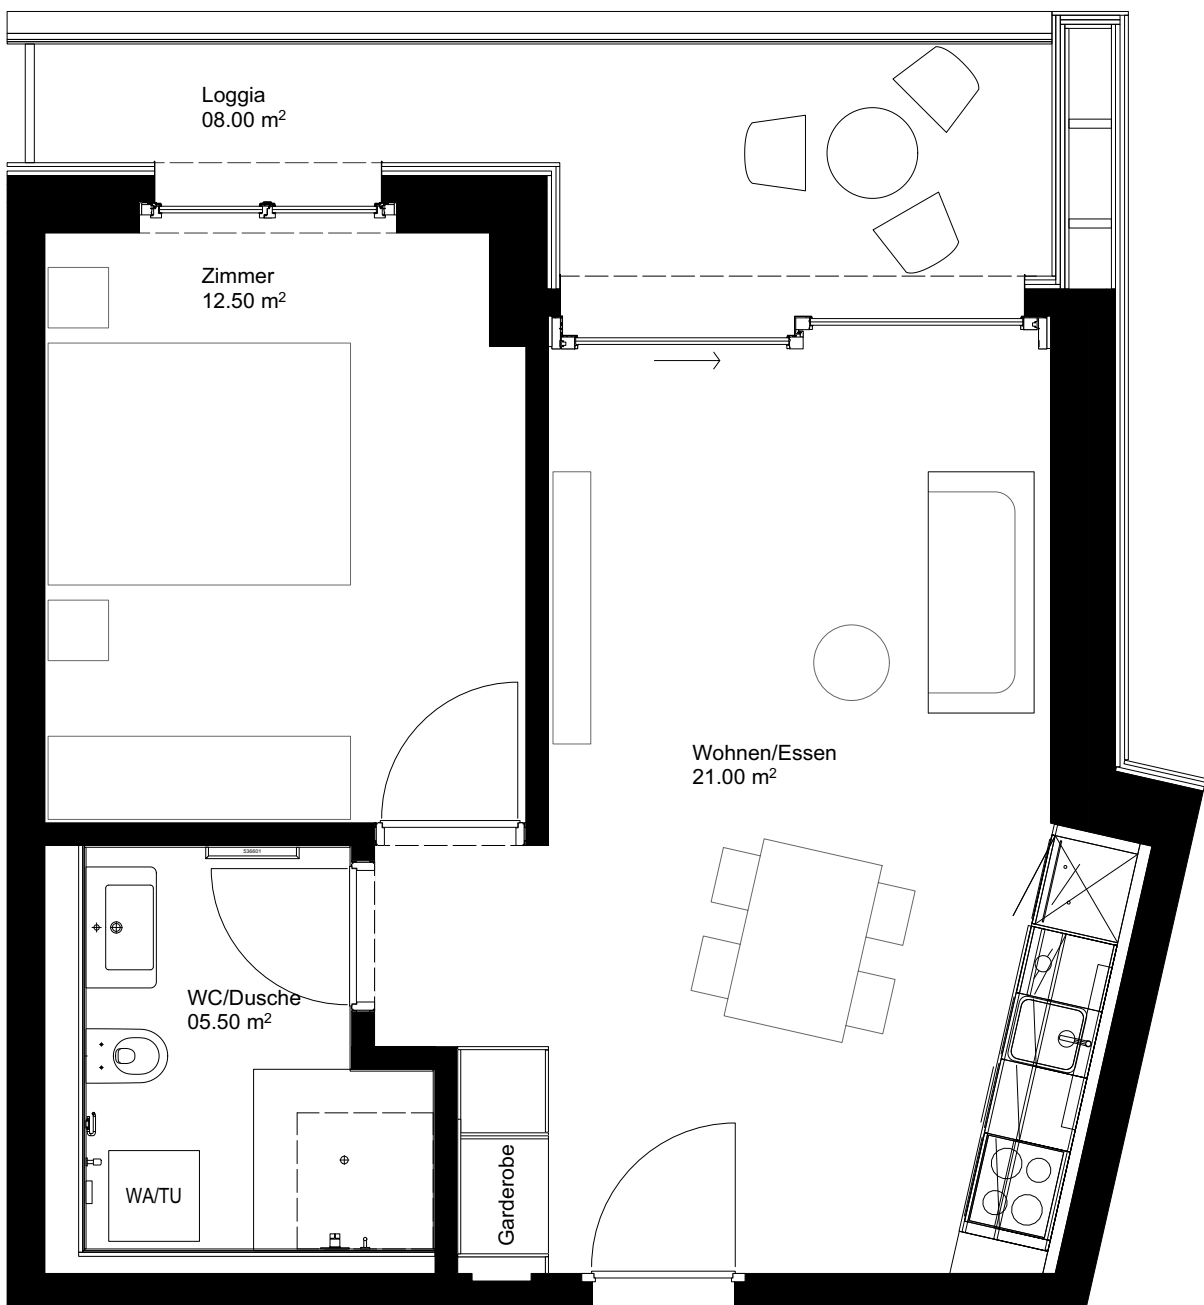 Loggia
08.00 m²
Zimmer
12.50 m²
Wohnen/Essen
21.00 m²
536601
WC/Dusche
05.50 m²
WA/TU
Garderobe